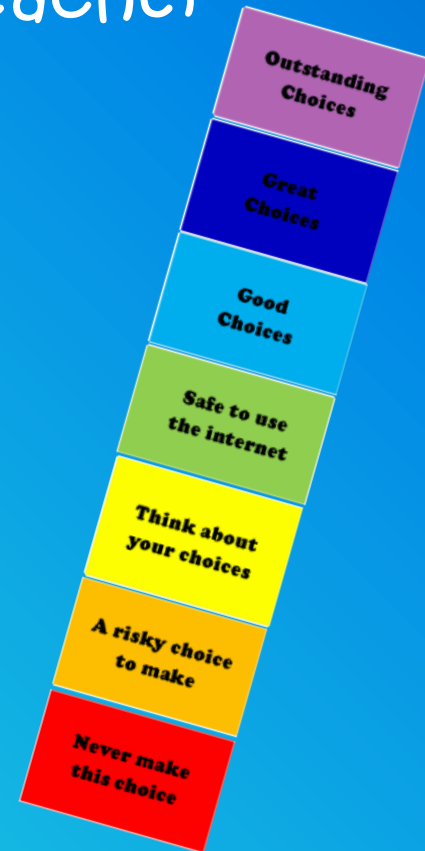 Outstanding
Choices
Great
Choices
Good
Choices
Safe to use
the internet
Think about
your choices
A risky choice
to make
Never make
this choice